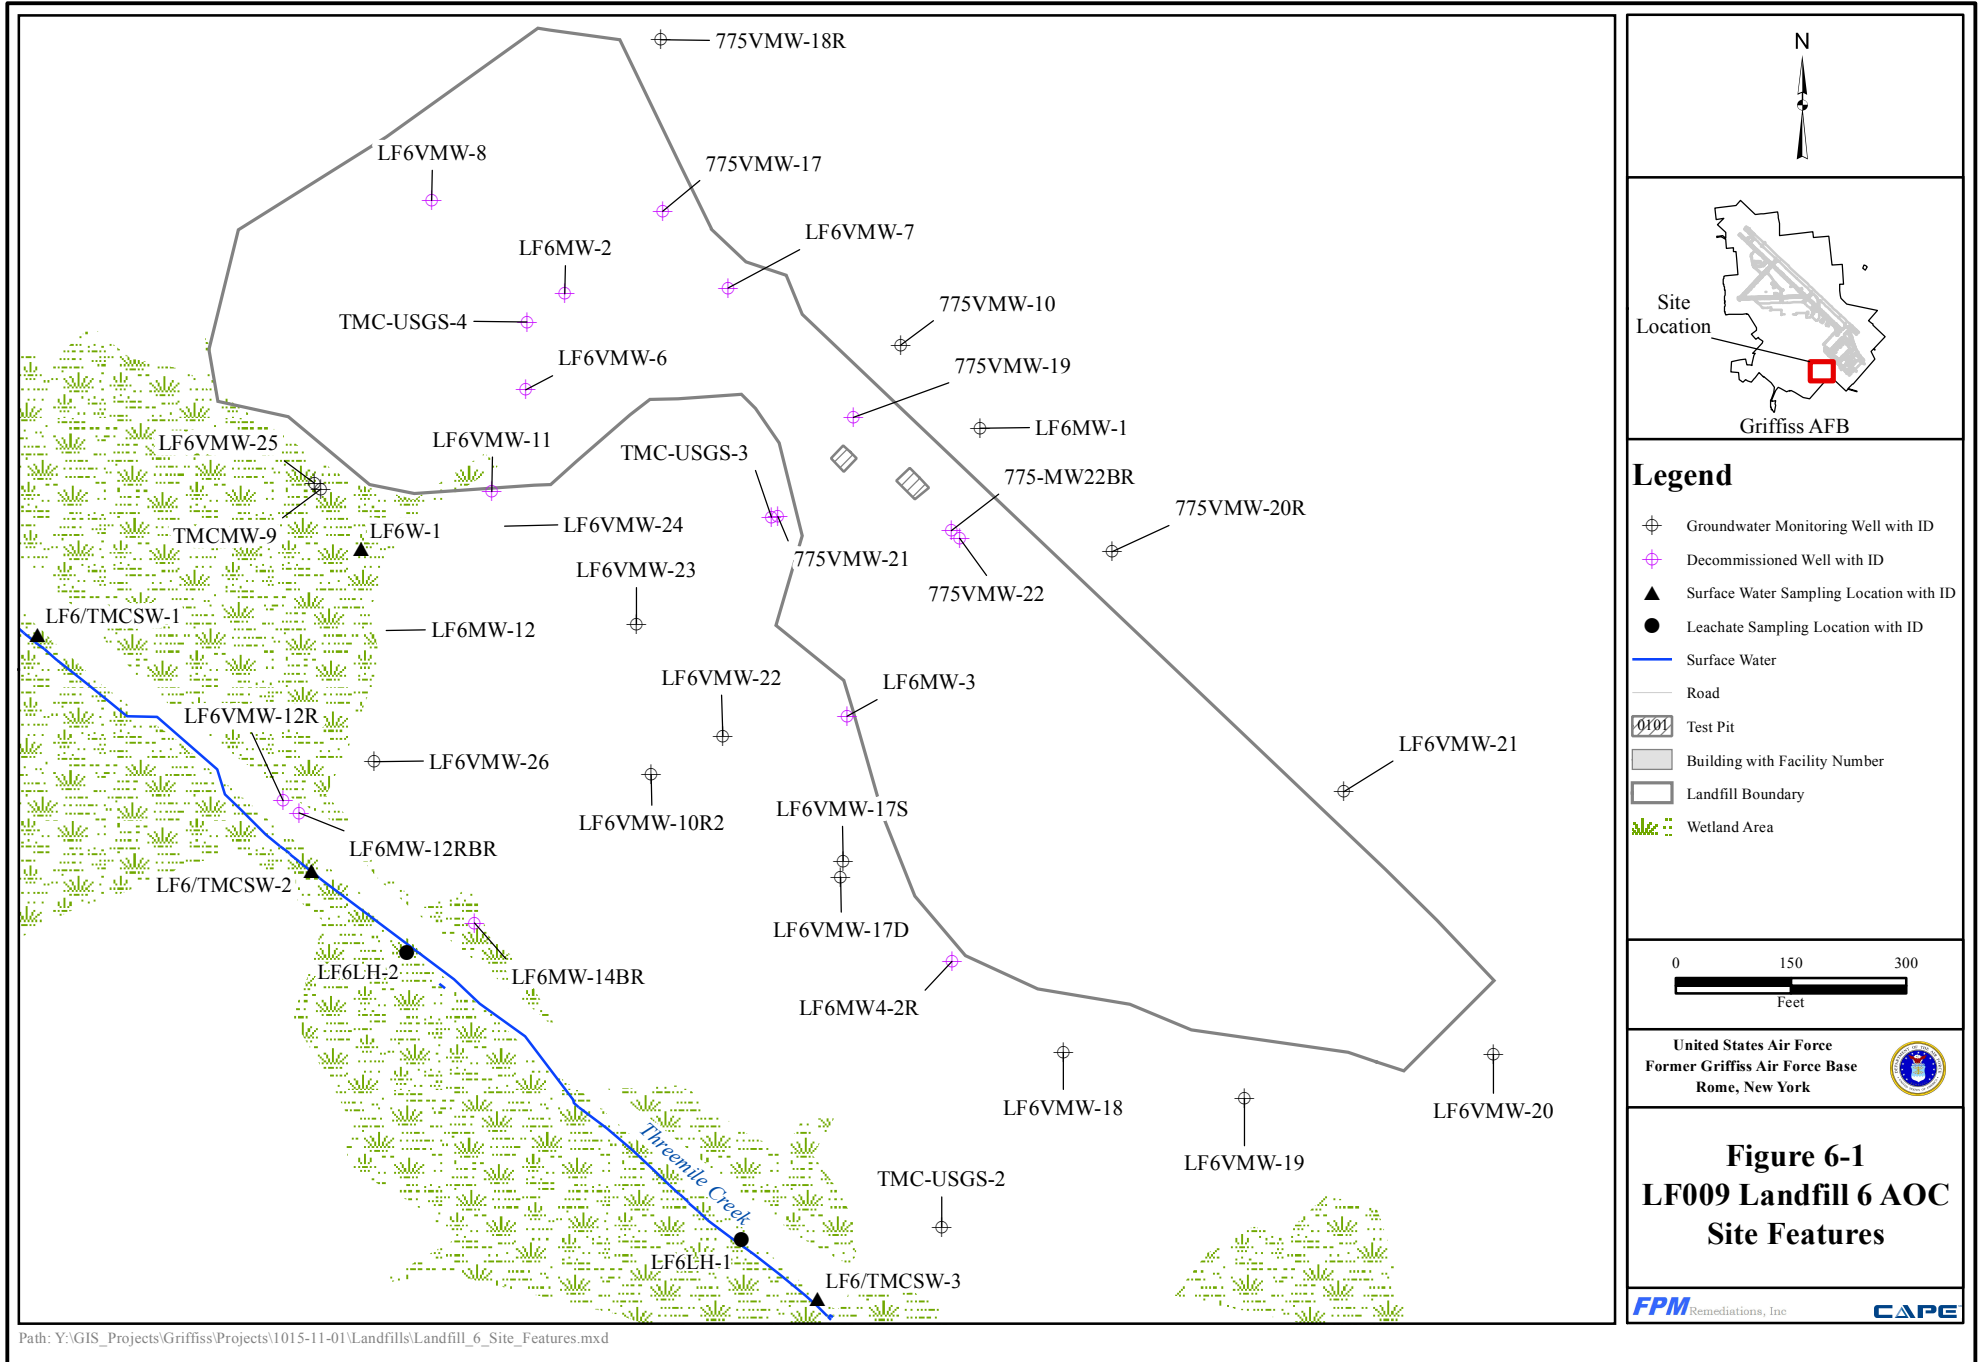 775VMW-18R
LF6VMW-8
775VMW-17
LF6VMW-7
LF6MW-2
775VMW-10
TMC-USGS-4
LF6VMW-6
775VMW-19
LF6MW-1
LF6VMW-25
LF6VMW-11
TMC-USGS-3
775-MW22BR
775VMW-20R
TMCMW-9
LF6W-1
LF6VMW-24
775VMW-21
LF6VMW-23
775VMW-22
LF6/TMCSW-1
LF6MW-12
LF6VMW-22
LF6MW-3
LF6VMW-12R
LF6VMW-26
LF6VMW-21
LF6VMW-10R2
LF6VMW-17S
LF6MW-12RBR
LF6/TMCSW-2
LF6VMW-17D
LF6LH-2
LF6MW-14BR
LF6MW4-2R
LF6VMW-18
LF6VMW-20
Threemile Creek
LF6VMW-19
TMC-USGS-2
LF6LH-1
LF6/TMCSW-3
N
Site
Location
Griffiss AFB
Legend
Groundwater Monitoring Well with ID
Decommissioned Well with ID
Surface Water Sampling Location with ID
Leachate Sampling Location with ID
Surface Water
Road
0101 Test Pit
Building with Facility Number
Landfill Boundary
Wetland Area
0 150 300
Feet
United States Air Force
Former Griffiss Air Force Base
Rome, New York
Figure 6-1
LF009 Landfill 6 AOC
Site Features
FPM Remediations, Inc
CAPE
Path: Y:\GIS_Projects\Griffiss\Projects\1015-11-01\Landfills\Landfill_6_Site_Features.mxd